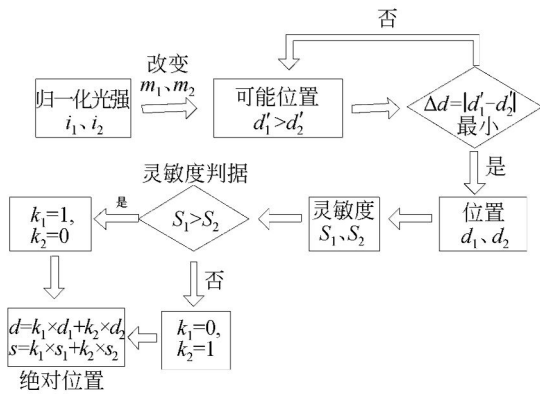 否
归一化光强
i₁、i₂
改变
m₁、m₂
可能位置
d′₁>d′₂
Δd=|d′₁-d′₂|
最小
是
位置
d₁、d₂
灵敏度
S₁、S₂
灵敏度判据
S₁>S₂
是
k₁=1,
k₂=0
否
k₁=0,
k₂=1
d=k₁×d₁+k₂×d₂
s=k₁×s₁+k₂×s₂
绝对位置